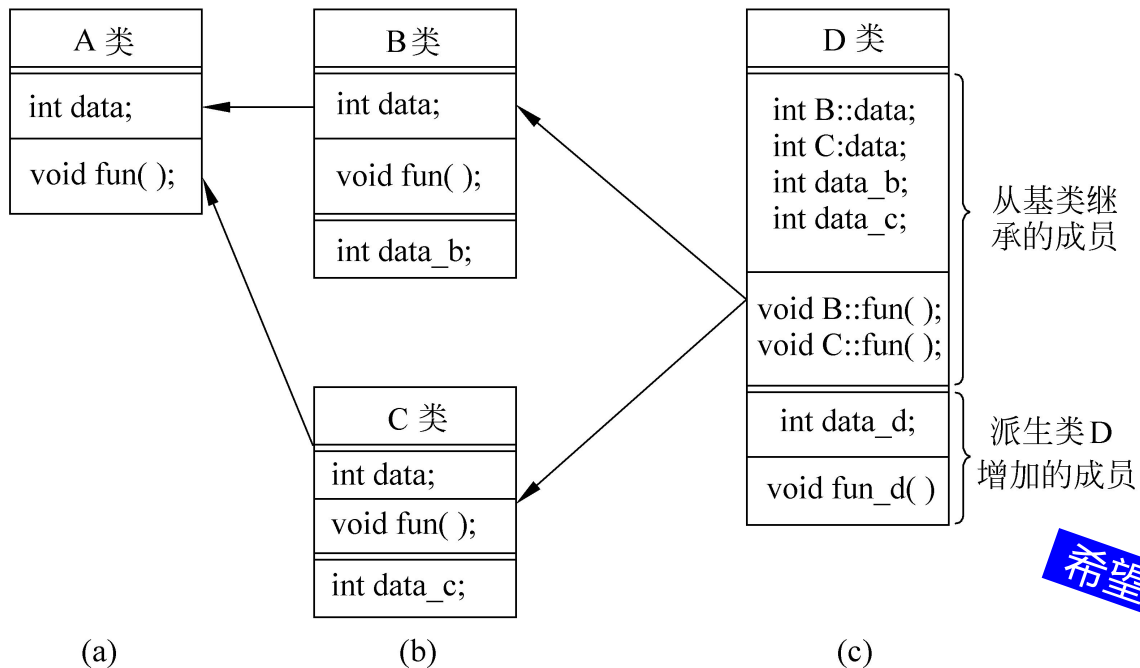 A 类
int data;
void fun( );
B类
int data;
void fun( );
int data_b;
C 类
int data;
void fun( );
int data_c;
D 类
int B::data;
int C:data;
int data_b;
int data_c;
void B::fun( );
void C::fun( );
int data_d;
void fun_d( )
从基类继
承的成员
派生类D
增加的成员
希望
(a)
(b)
(c)